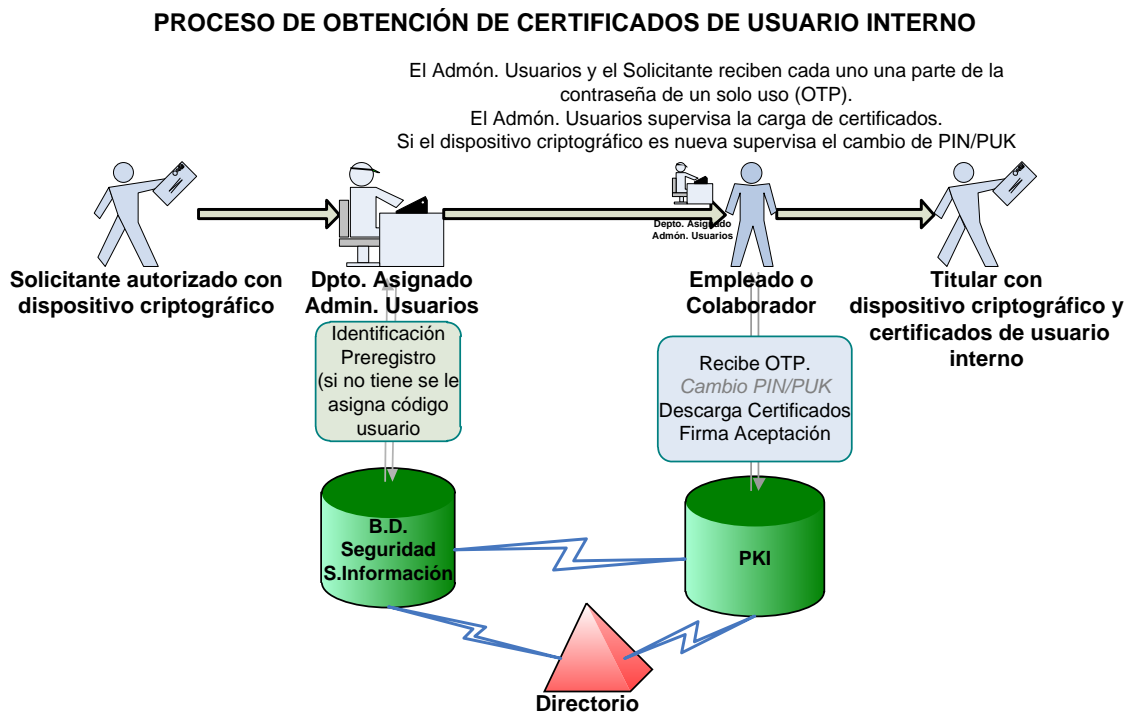 PROCESO DE OBTENCIÓN DE CERTIFICADOS DE USUARIO INTERNO
El Admón. Usuarios y el Solicitante reciben cada uno una parte de la
contraseña de un solo uso (OTP).
El Admón. Usuarios supervisa la carga de certificados.
Si el dispositivo criptográfico es nueva supervisa el cambio de PIN/PUK
Depto. Asignado
Admón. Usuarios
Solicitante autorizado con
dispositivo criptográfico
Dpto. Asignado
Admin. Usuarios
Empleado o
Colaborador
Titular con
dispositivo criptográfico y
certificados de usuario
interno
Identificación
Preregistro
(si no tiene se le
asigna código
usuario
Recibe OTP.
Cambio PIN/PUK
Descarga Certificados
Firma Aceptación
B.D.
Seguridad
S.Información
PKI
Directorio